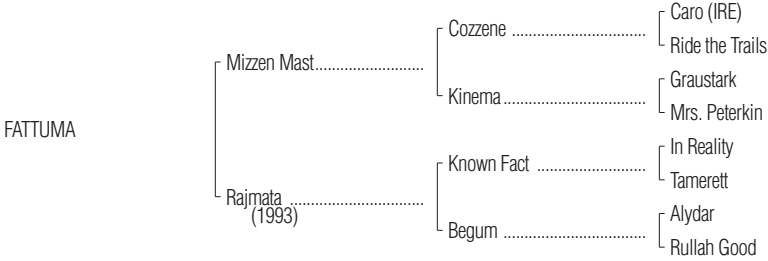 Caro (IRE)
Cozzene ................................
Ride the Trails
Mizzen Mast..........................
Graustark
Kinema..................................
Mrs. Peterkin
FATTUMA
In Reality
Known Fact ..........................
Tamerett
Rajmata ................................
(1993)
Alydar
Begum ..................................
Rullah Good